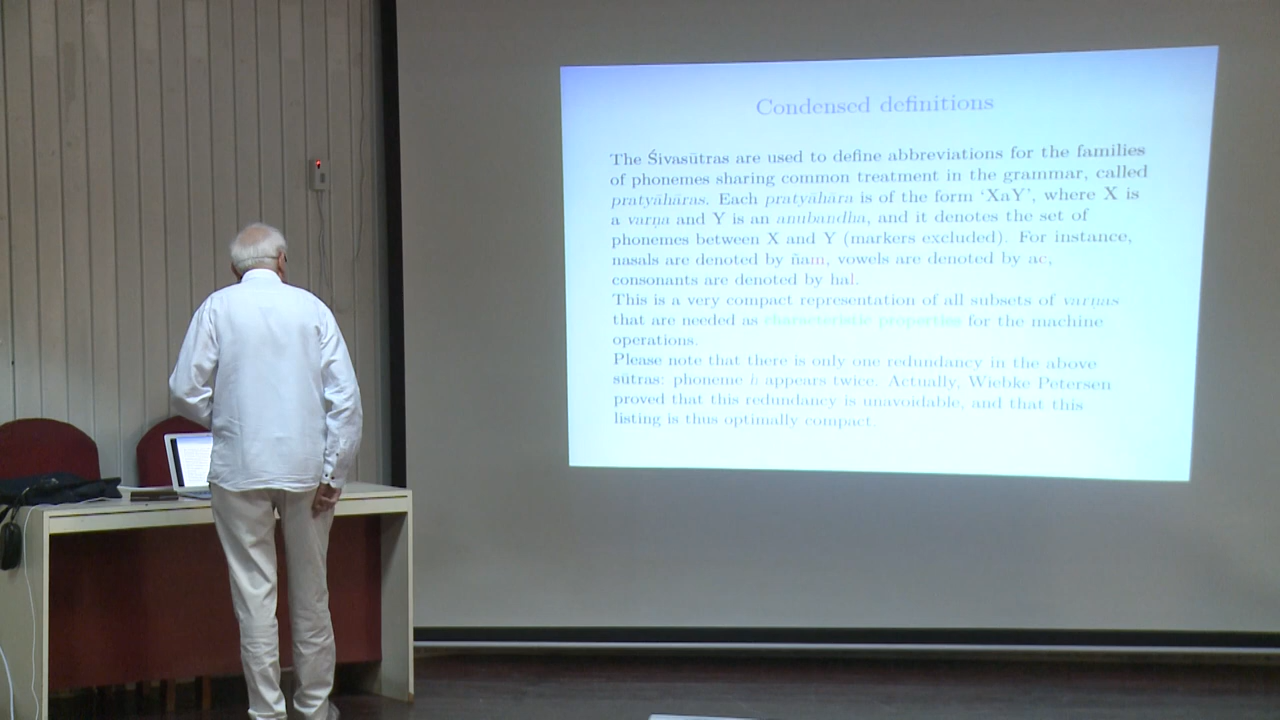 Condensed definitions
The Śivasūtras are used to define abbreviations for the families
of phonemes sharing common treatment in the grammar, called
pratyāhāras. Each pratyāhāra is of the form ‘XaY’, where X is
a varṇa and Y is an anubandha, and it denotes the set of
phonemes between X and Y (markers excluded). For instance,
nasals are denoted by ñam, vowels are denoted by ac,
consonants are denoted by hal.
This is a very compact representation of all subsets of varṇas
that are needed as characteristic properties for the machine
operations.
Please note that there is only one redundancy in the above
sūtras: phoneme h appears twice. Actually, Wiebke Petersen
proved that this redundancy is unavoidable, and that this
listing is thus optimally compact.